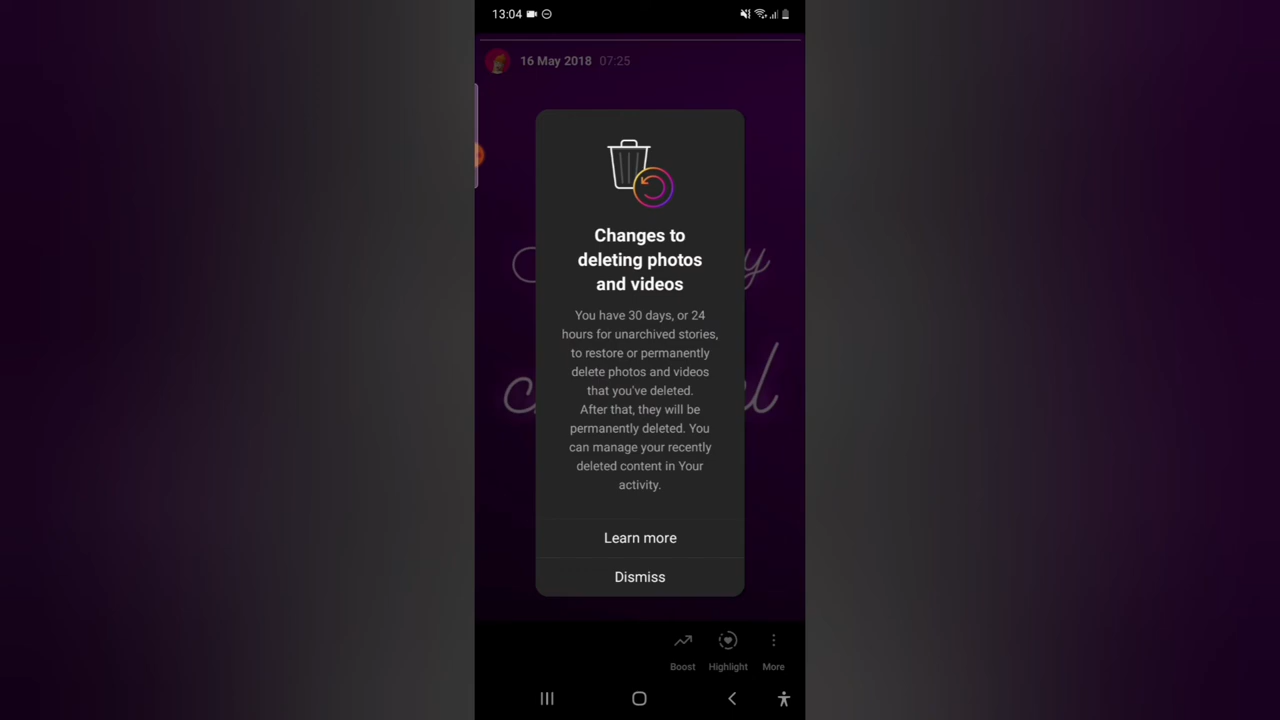 13:04
16 May 2018 07:25
Changes to
deleting photos
and videos
You have 30 days, or 24
hours for unarchived stories,
to restore or permanently
delete photos and videos
that you've deleted.
After that, they will be
permanently deleted. You
can manage your recently
deleted content in Your
activity.
Learn more
Dismiss
Boost Highlight More